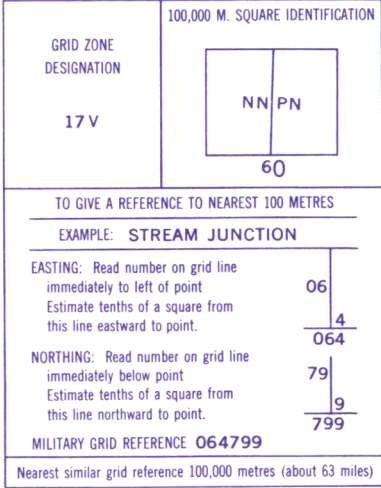 GRID ZONE
DESIGNATION
17 V
100,000 M. SQUARE IDENTIFICATION
NN PN
60
TO GIVE A REFERENCE TO NEAREST 100 METRES
EXAMPLE: STREAM JUNCTION
EASTING: Read number on grid line
immediately to left of point 06
Estimate tenths of a square from
this line eastward to point. 4
064
NORTHING: Read number on grid line
immediately below point 79
Estimate tenths of a square from
this line northward to point. 9
799
MILITARY GRID REFERENCE 064799
Nearest similar grid reference 100,000 metres (about 63 miles)